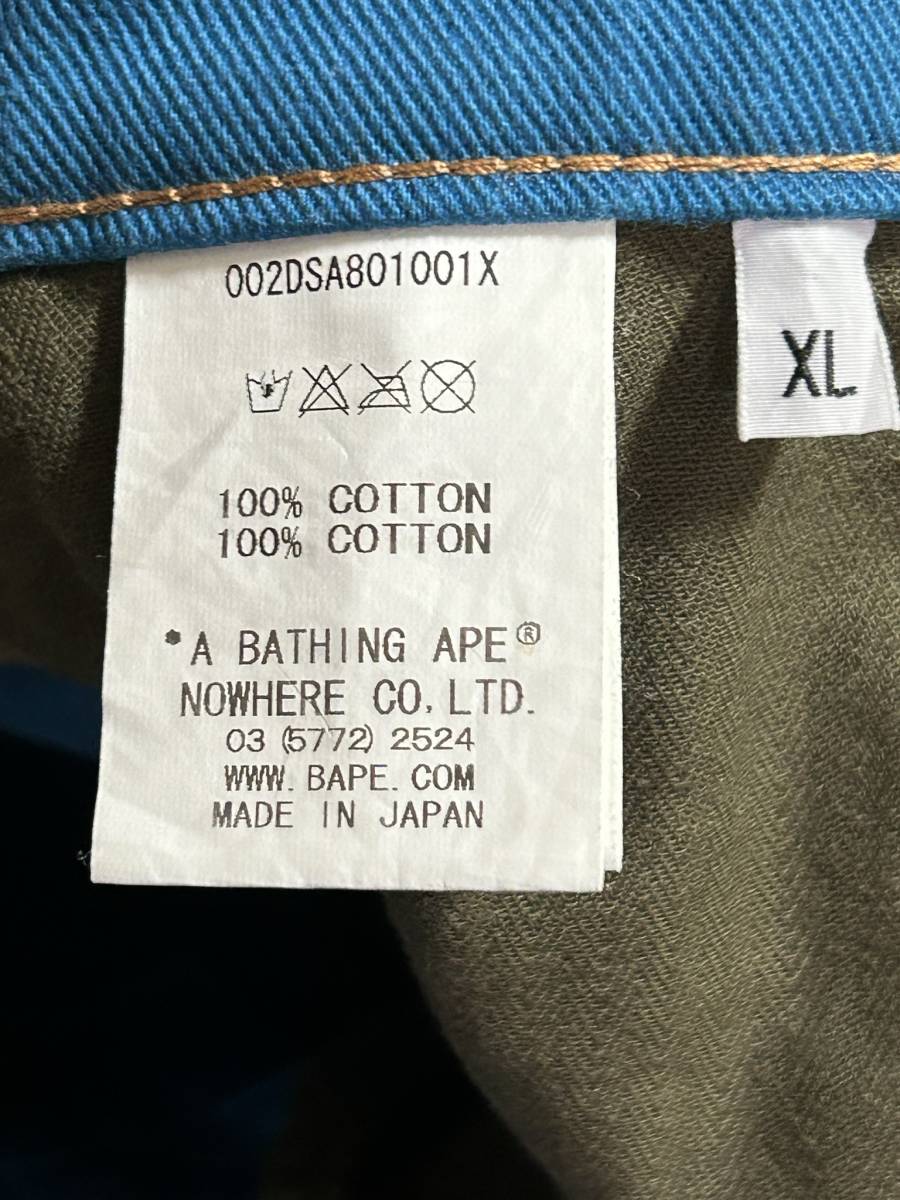 002DSA801001X
XL
100% COTTON
100% COTTON
*A BATHING APE®
NOWHERE CO, LTD.
03 (5772) 2524
WWW. BAPE. COM
MADE IN JAPAN